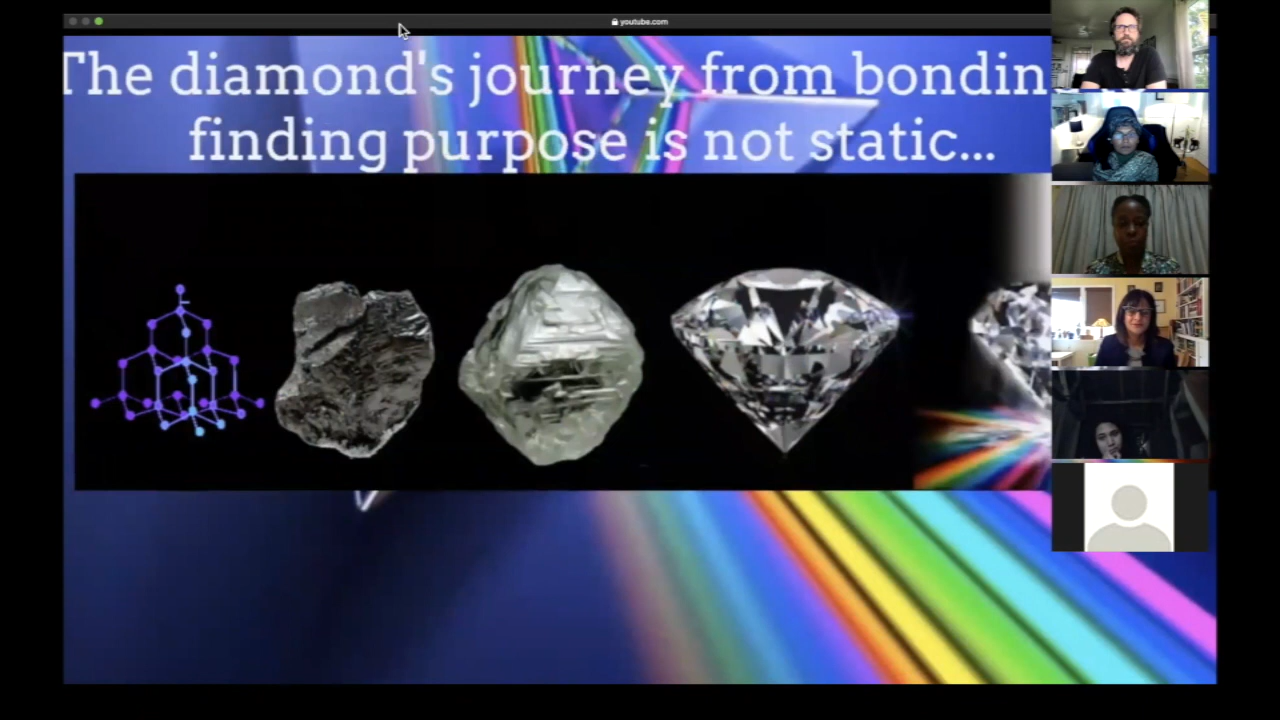 youtube.com
The diamond's journey from bondin
finding purpose is not static...